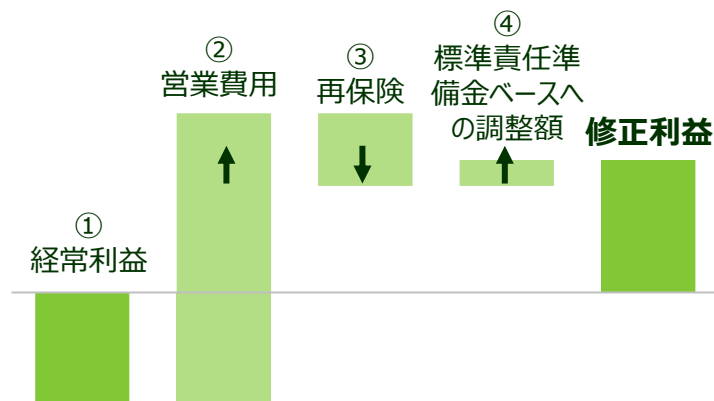 ①
経常利益
②
営業費用
③
再保険
④
標準責任準
備金ベースへ
の調整額
修正利益